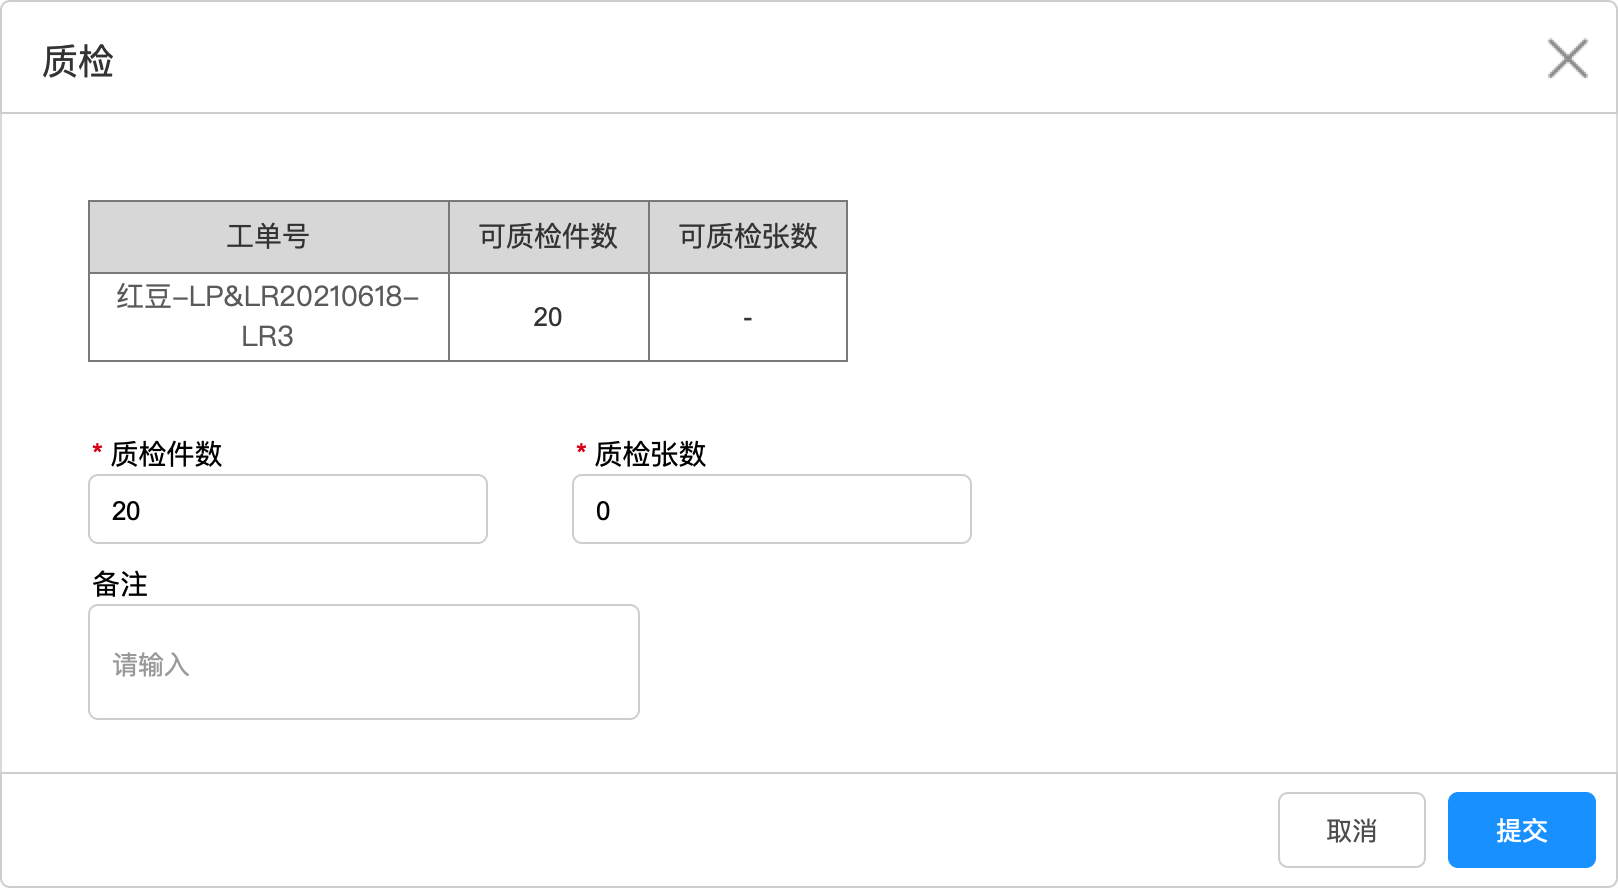 质检
工单号 可质检件数 可质检张数
红豆-LP&LR20210618-
LR3
20
-
* 质检件数 * 质检张数
20 0
备注
请输入
取消 提交